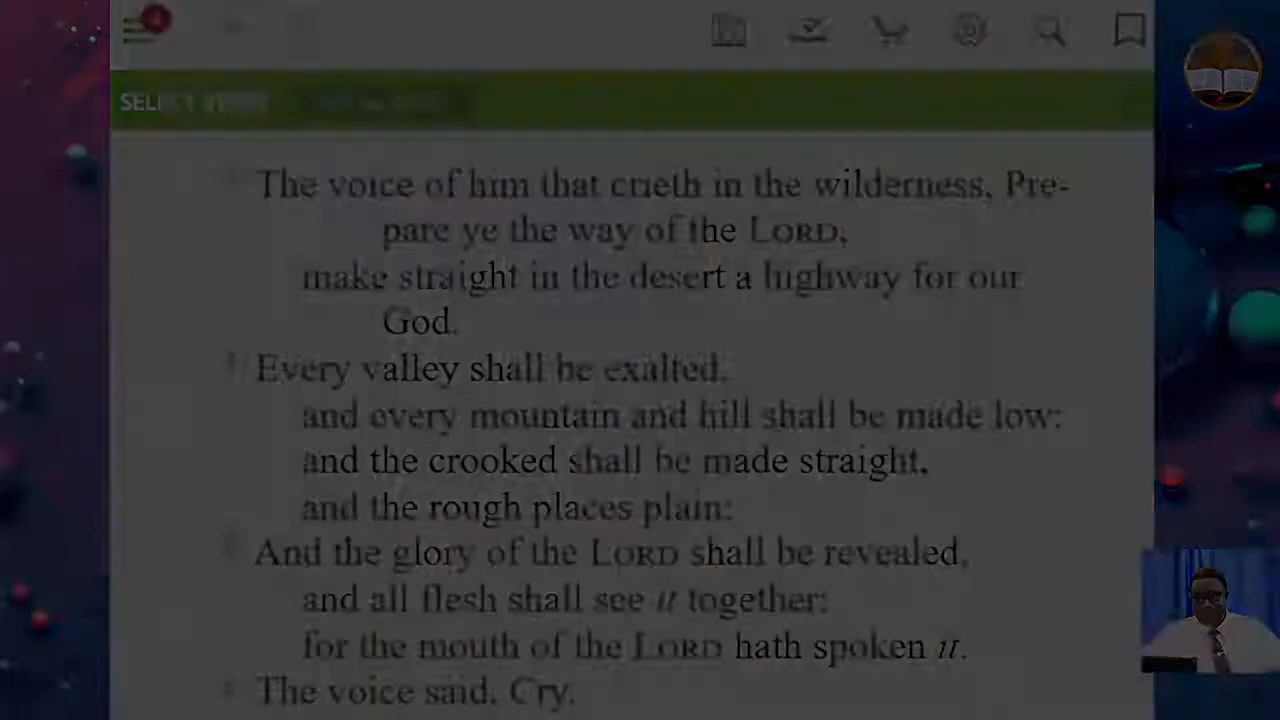 4
SELECT VERSE
The voice of him that crieth in the wilderness, Pre-
pare ye the way of the LORD,
make straight in the desert a highway for our
God.
Every valley shall be exalted,
and every mountain and hill shall be made low:
and the crooked shall be made straight,
and the rough places plain:
And the glory of the LORD shall be revealed,
and all flesh shall see it together:
for the mouth of the LORD hath spoken it.
The voice said, Cry.